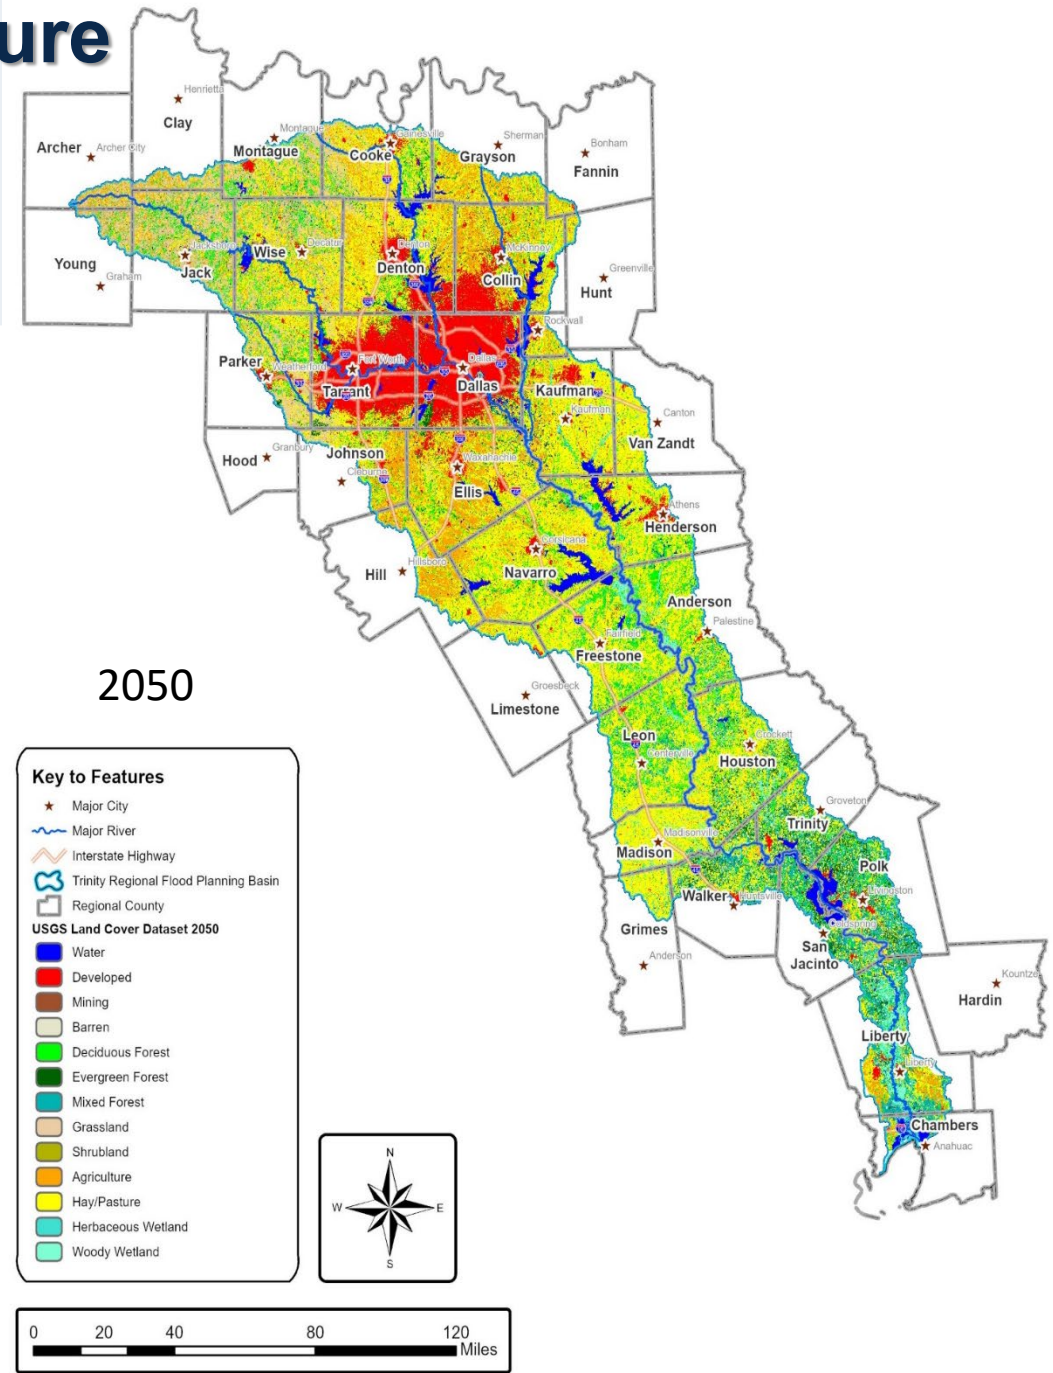 ure
Henrietta
Clay
Archer
Archer City
Montague
Montague
Gainesville
Cooke
Sherman
Grayson
Bonham
Fannin
Young
Graham
Jacksboro
Jack
Wise
Decatur
Denton
Denton
McKinney
Collin
Greenville
Hunt
Rockwall
Parker
Weatherford
Fort Worth
Tarrant
Dallas
Dallas
Kaufman
Kaufman
Canton
Van Zandt
Hood
Granbury
Johnson
Cleburne
Waxahachie
Ellis
Athens
Henderson
Hill
Hillsboro
Corsicana
Navarro
Anderson
Palestine
Fairfield
Freestone
2050
Groesbeck
Limestone
Leon
Centerville
Crockett
Houston
Groveton
Trinity
Madisonville
Madison
Polk
Livingston
Walker
Huntsville
Grimes
Coldspring
San
Jacinto
Anderson
Kountze
Hardin
Liberty
Liberty
Chambers
Anahuac
Key to Features
Major City
Major River
Interstate Highway
Trinity Regional Flood Planning Basin
Regional County
USGS Land Cover Dataset 2050
Water
Developed
Mining
Barren
Deciduous Forest
Evergreen Forest
Mixed Forest
Grassland
Shrubland
Agriculture
Hay/Pasture
Herbaceous Wetland
Woody Wetland
N
W E
S
0 20 40 80 120
Miles